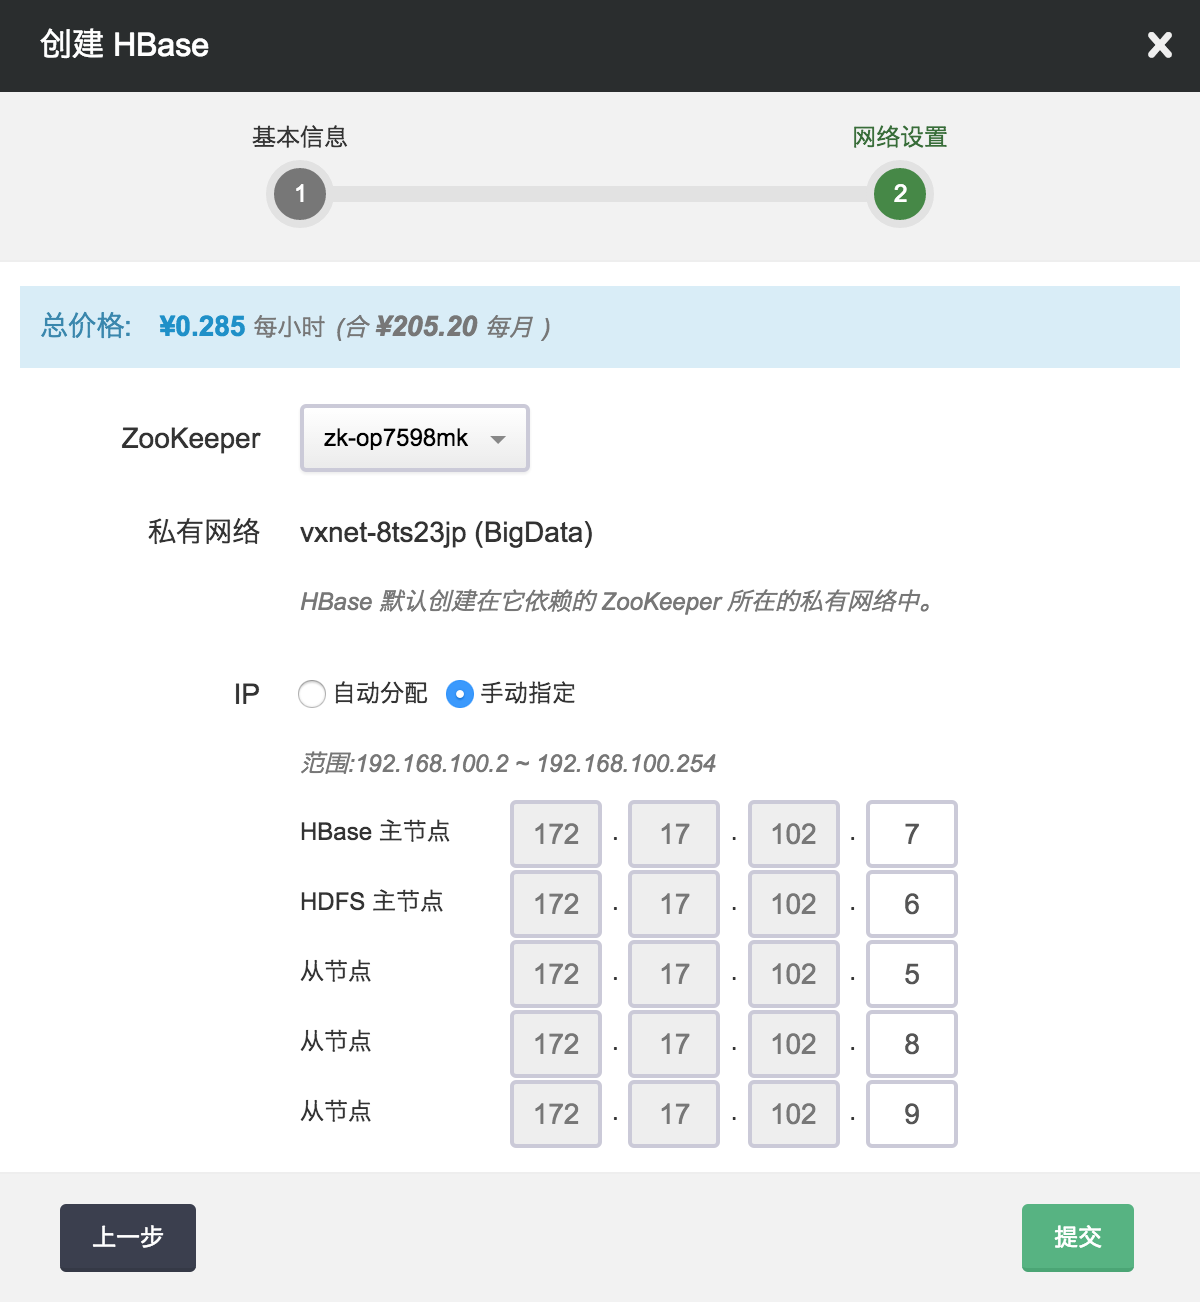 创建 HBase
基本信息 网络设置
1 2
总价格: ¥0.285 每小时 (合 ¥205.20 每月 )
ZooKeeper zk-op7598mk
私有网络 vxnet-8ts23jp (BigData)
HBase 默认创建在它依赖的 ZooKeeper 所在的私有网络中。
IP 自动分配 手动指定
范围:192.168.100.2 ~ 192.168.100.254
HBase 主节点 172 . 17 . 102 . 7
HDFS 主节点 172 . 17 . 102 . 6
从节点 172 . 17 . 102 . 5
从节点 172 . 17 . 102 . 8
从节点 172 . 17 . 102 . 9
上一步 提交